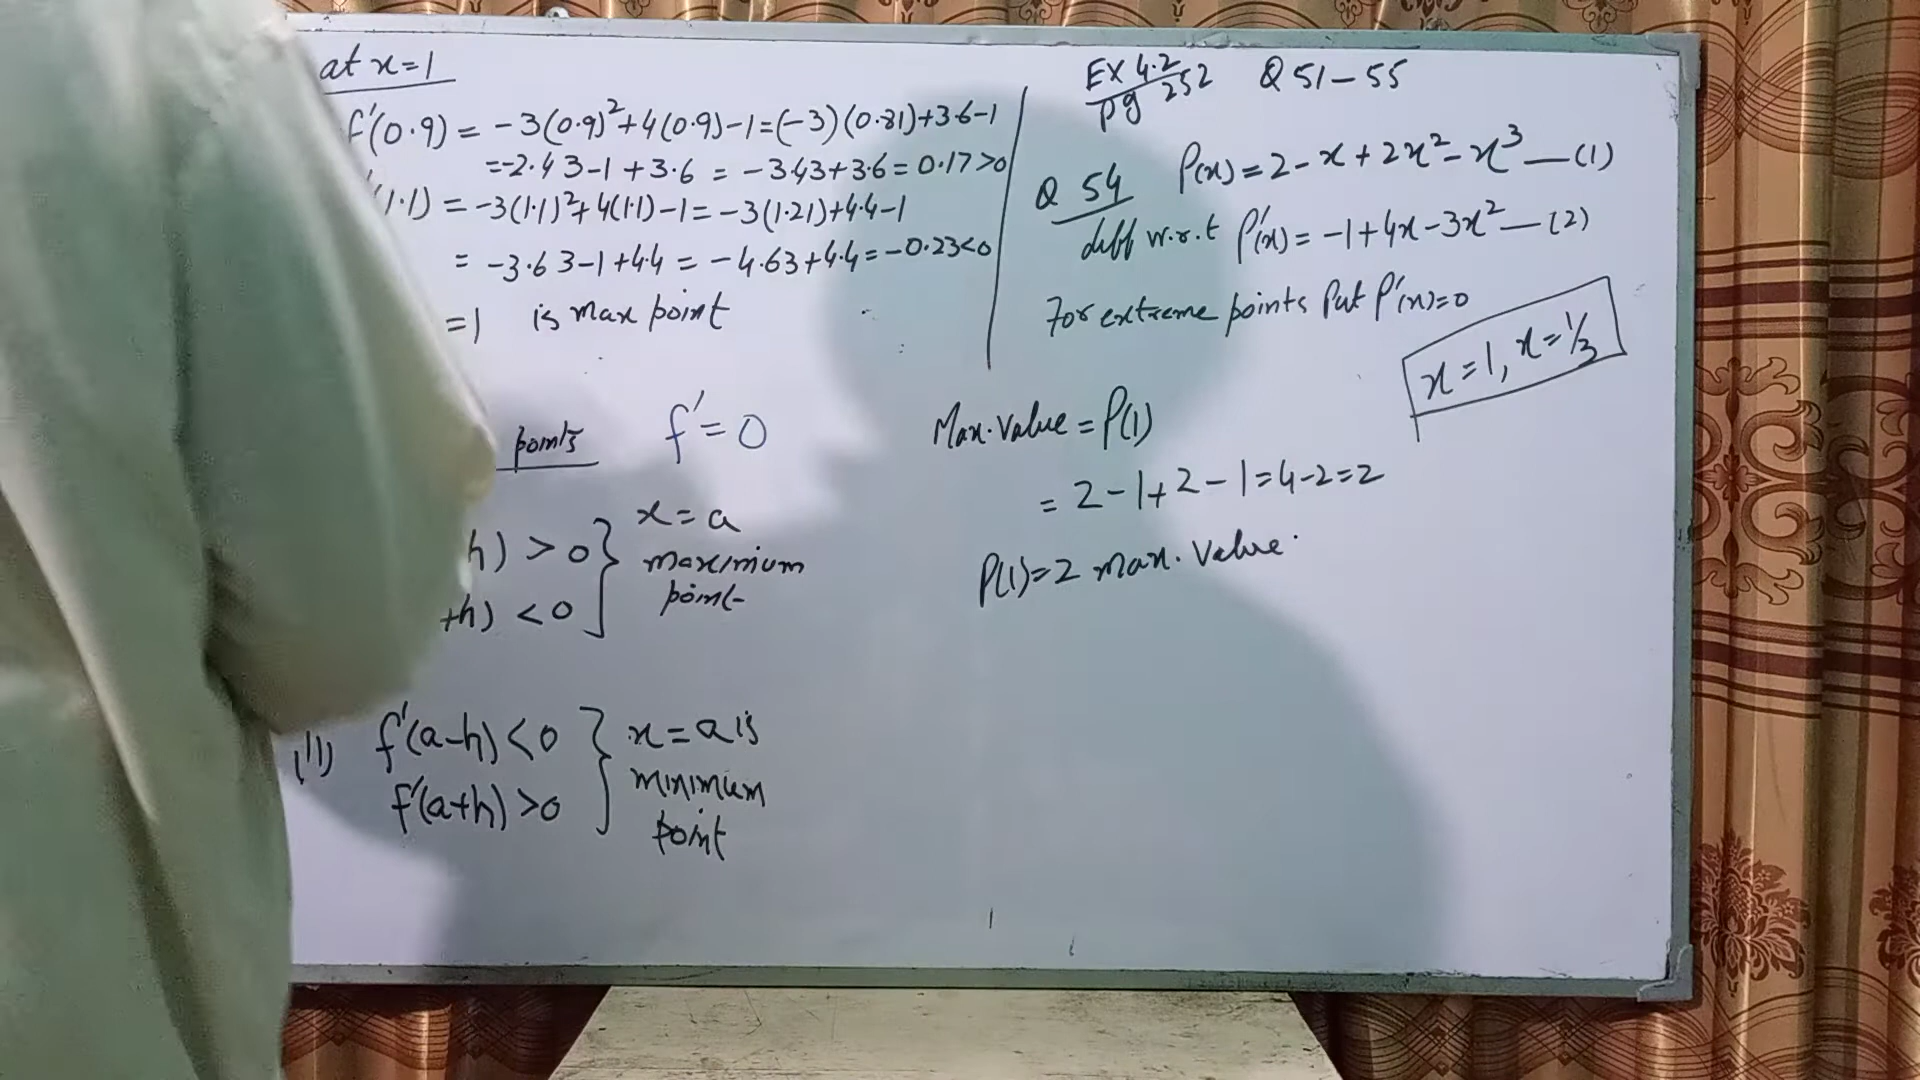 at x=1
f'(0.9) = -3(0.9)²+4(0.9)-1=(-3)(0.81)+3.6-1
=-2.43-1+3.6 = -3.43+3.6=0.17>0
'(1.1) = -3(1.1)²+4(1.1)-1=-3(1.21)+4.4-1
= -3.63-1+4.4 = -4.63+4.4=-0.23<0
=1 is max point
points f'=0
h) >0 } x=a
+h) <0 maximum
point
(ii) f'(a-h)<0 } x=a is
f'(a+h)>0 minimum
point
EX 4.2 Q 51-55
pg 252
Q 54 P(x)=2-x+2x²-x³—(1)
diff w.r.t P'(x)=-1+4x-3x²—(2)
For extreme points Put P'(x)=0
x=1, x=1/3
Max.Value = P(1)
= 2-1+2-1=4-2=2
P(1)=2 max. Value.